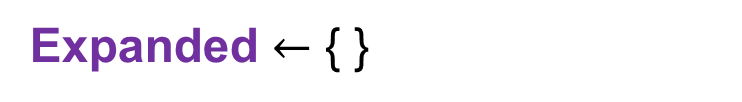 Expanded ← { }